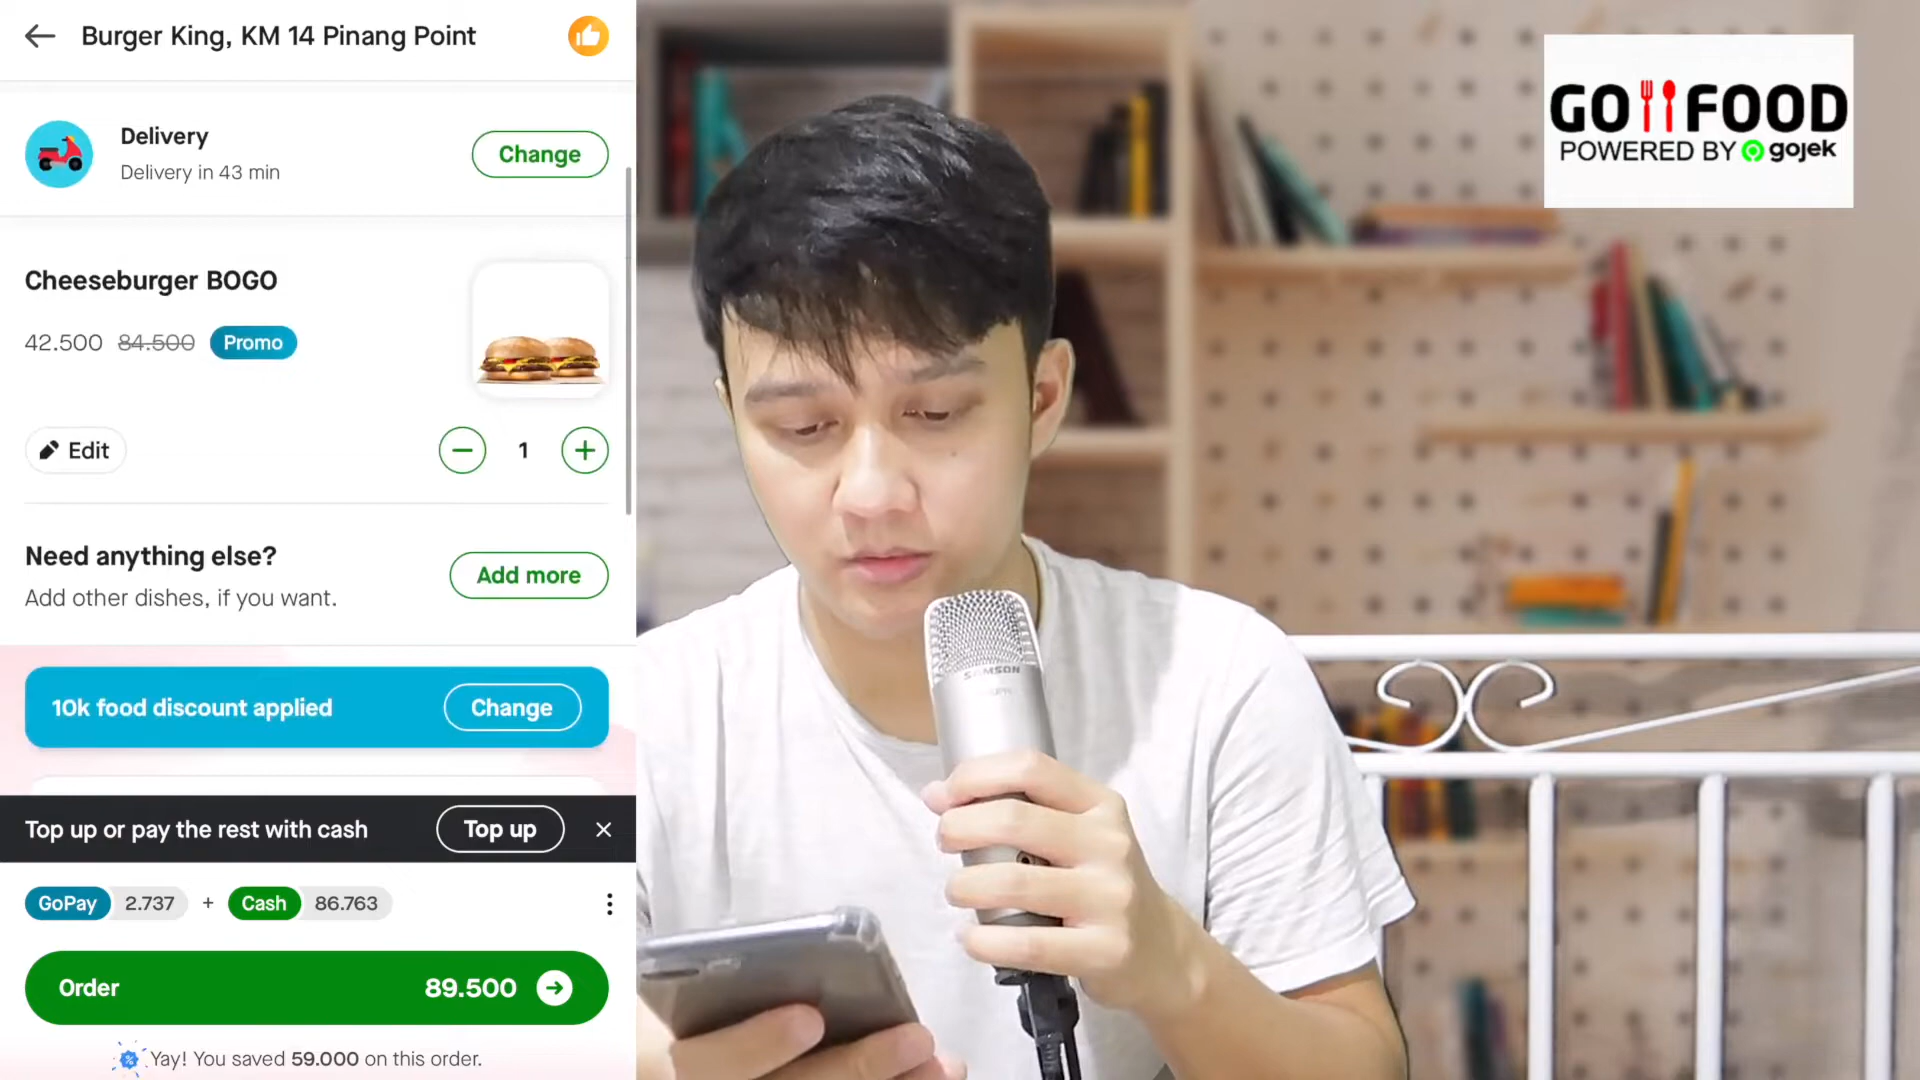 Burger King, KM 14 Pinang Point
Delivery
Delivery in 43 min
Change
Cheeseburger BOGO
42.500 84.500 Promo
Edit
1
Need anything else?
Add other dishes, if you want.
Add more
10k food discount applied
Change
Top up or pay the rest with cash
Top up
GoPay 2.737 + Cash 86.763
Order 89.500
Yay! You saved 59.000 on this order.
GO FOOD
POWERED BY gojek
SAMSON